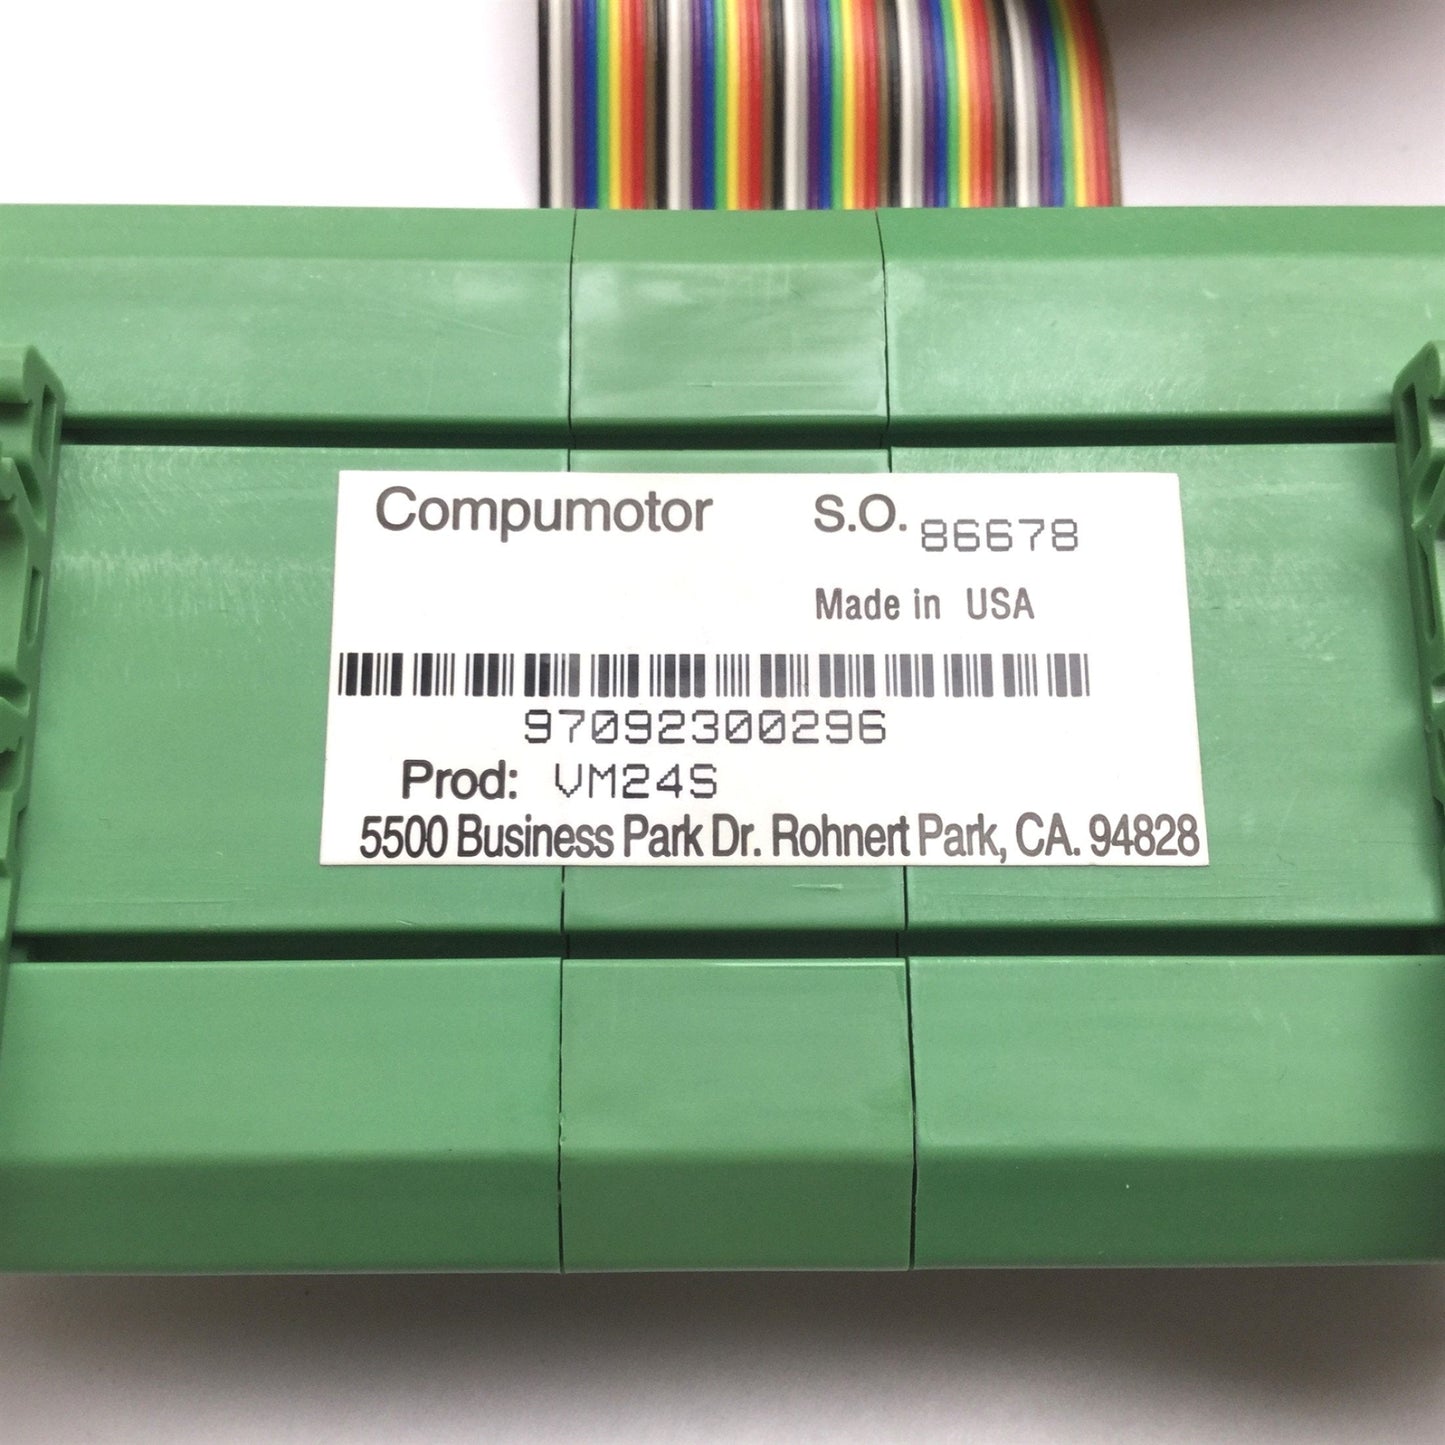 Compumotor S.O. 86678
Made in USA
97092300296
Prod: VM24S
5500 Business Park Dr. Rohnert Park, CA. 94828